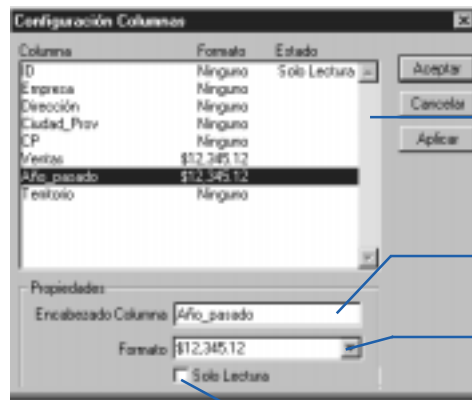 Configuración Columnas
Columna Formato Estado
ID Ninguno Solo Lectura
Empresa Ninguno
Dirección Ninguno
Ciudad_Prov Ninguno
CP Ninguno
Ventas $12,345.12
Año_pasado $12,345.12
Territorio Ninguno
Aceptar
Cancelar
Aplicar
Propiedades
Encabezado Columna Año_pasado
Formato $12,345.12
Solo Lectura